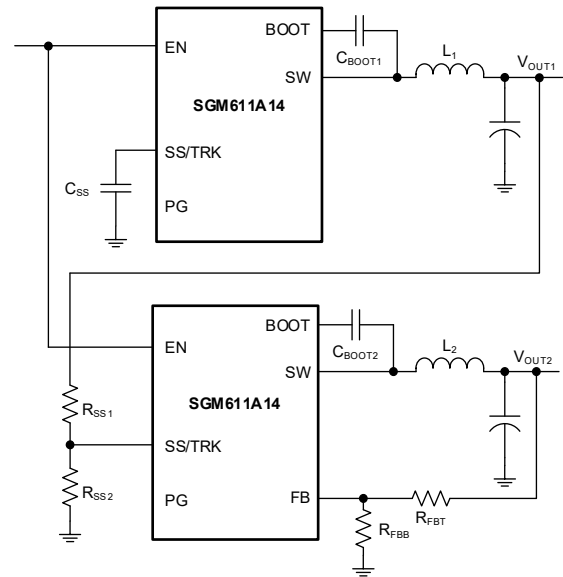 BOOT
EN
C_BOOT1
L_1
V_OUT1
SW
SGM611A14
SS/TRK
C_SS
PG
BOOT
EN
C_BOOT2
L_2
V_OUT2
SW
R_SS1
SGM611A14
SS/TRK
R_SS2
PG
FB
R_FBT
R_FBB